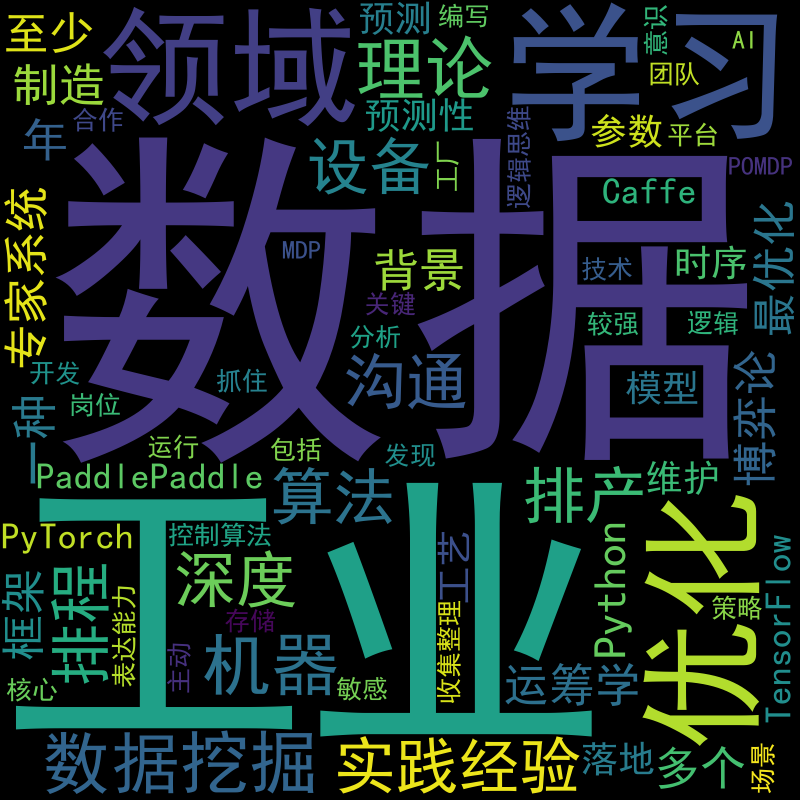 至少
领域
预测
编写
学习
意识
AI
团队
制造
理论
年
合作
预测性
参数
平台
设备
工厂
逻辑思维
POMDP
数据
专家系统
Caffe
MDP
背景
技术
时序
最优化
关键
较强
逻辑
分析
开发
抓住
沟通
模型
博弈论
一种
岗位
运行
包括
发现
PaddlePaddle
算法
排产
维护
PyTorch
控制算法
工业
优化
工艺
Python
TensorFlow
深度
框架
排程
表达能力
存储
策略
收集整理
机器
主动
核心
敏感
运筹学
数据挖掘
实践经验
落地
多个
场景